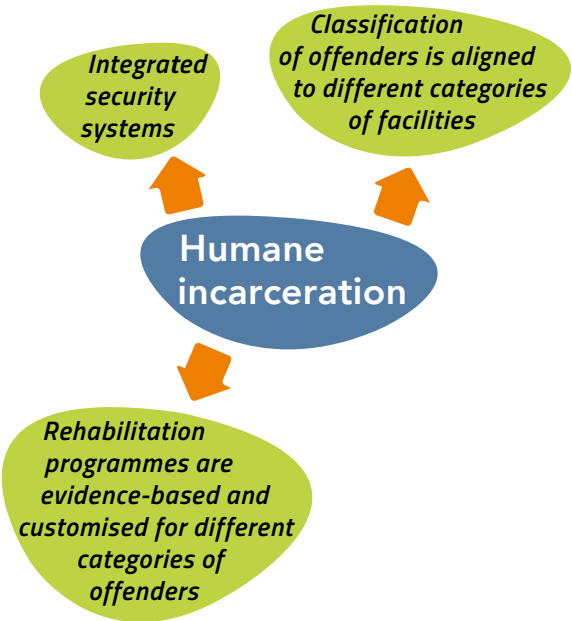 Integrated
security
systems
Classification
of offenders is aligned
to different categories
of facilities
Humane
incarceration
Rehabilitation
programmes are
evidence-based and
customised for different
categories of
offenders